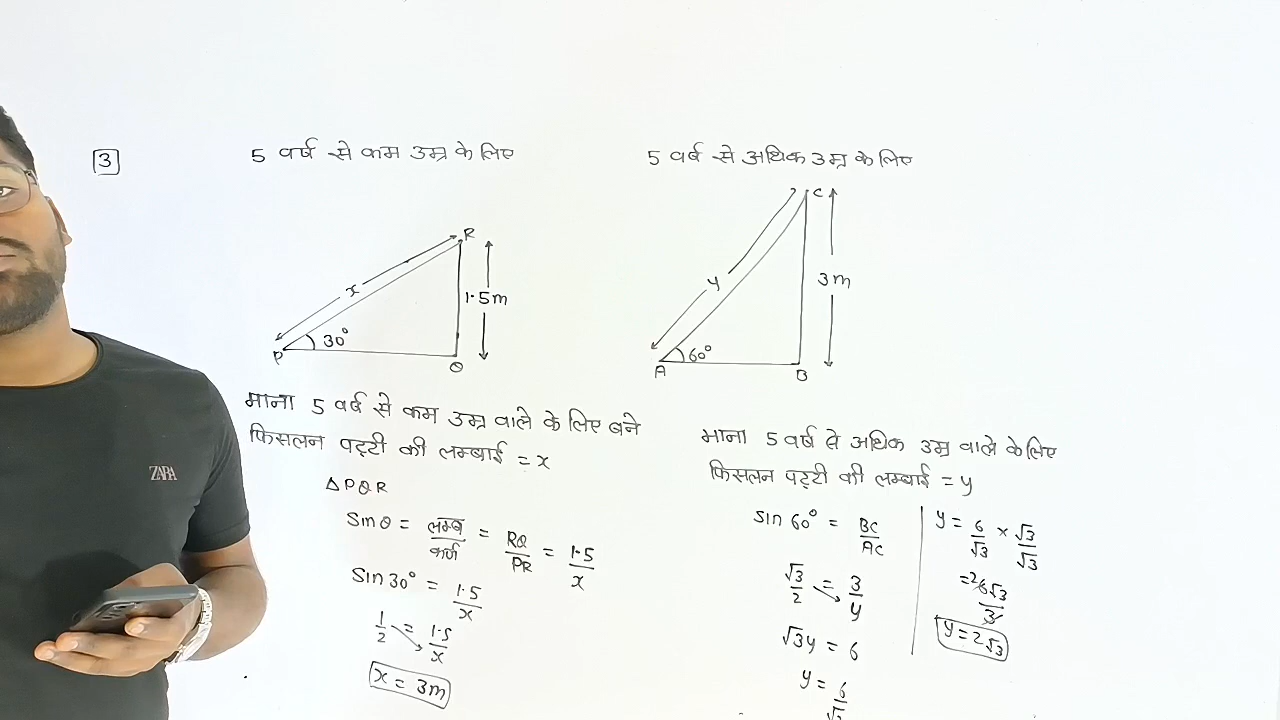 3
5 वर्ष से कम उम्र के लिए
R
x
1.5m
30°
P
Q
माना 5 वर्ष से कम उम्र वाले के लिए बने
फिसलन पट्टी की लम्बाई = x
ΔPQR
Sinθ = लम्ब/कर्ण = RQ/PR = 1.5/x
Sin30° = 1.5/x
1/2 = 1.5/x
x = 3m
5 वर्ष से अधिक उम्र के लिए
C
y
3m
60°
A
B
माना 5 वर्ष से अधिक उम्र वाले के लिए
फिसलन पट्टी की लम्बाई = y
sin 60° = BC/AC
√3/2 = 3/y
√3y = 6
y = 6/√3
y = 6/√3 × √3/√3
= 6√3/3
y = 2√3
ZARA